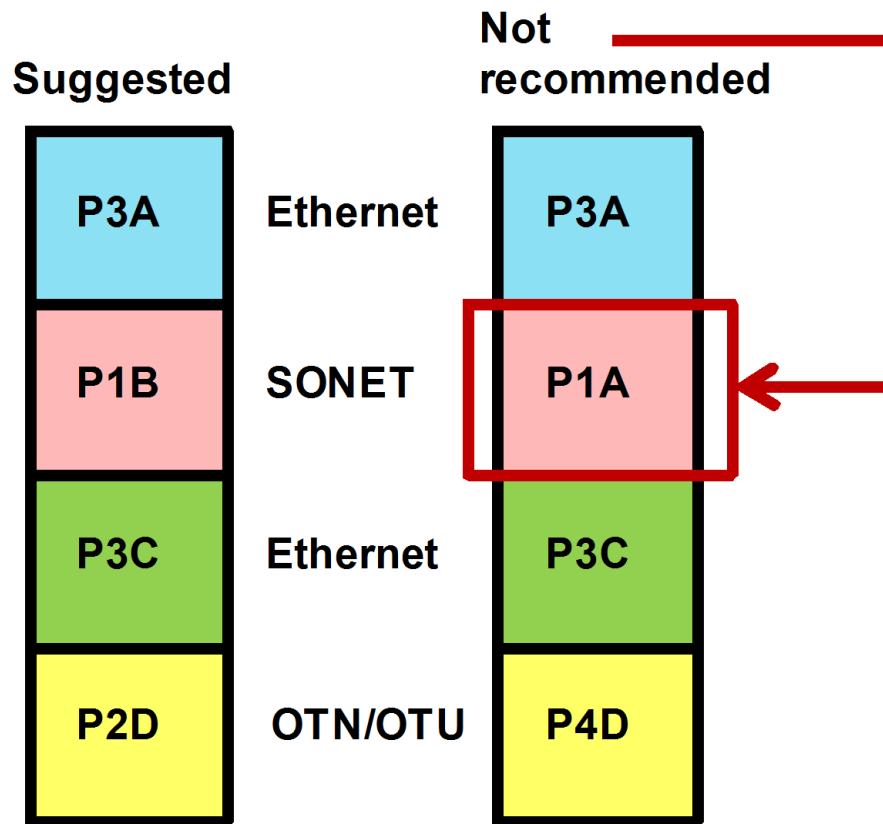 Suggested
Not
recommended
P3A Ethernet P3A
P1B SONET P1A
P3C Ethernet P3C
P2D OTN/OTU P4D